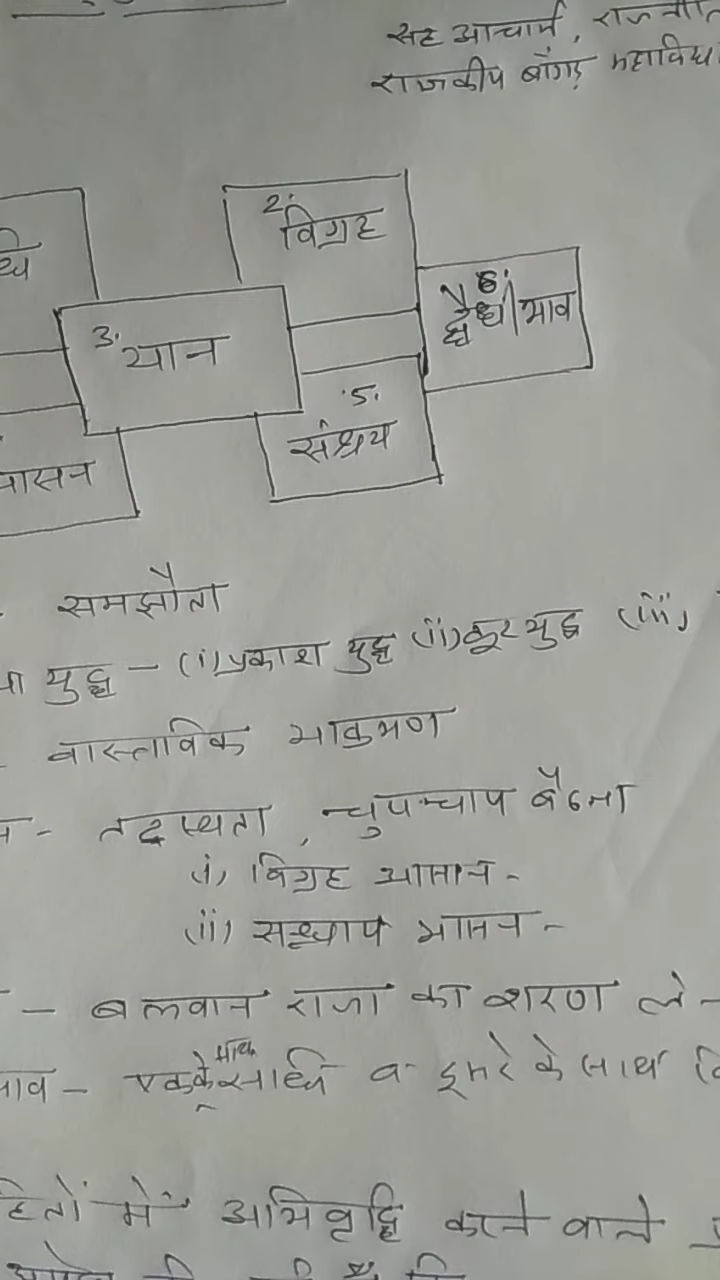 सह आचार्य, राजनीति
राजकीय बाँगड़ महाविद्या
धि
2. विग्रह
3. यान
6. द्वैधीभाव
5. संश्रय
आसन
समझौता
या युद्ध - (i) प्रकाश युद्ध (ii) कूट युद्ध (iii)
- वास्तविक आक्रमण
न - तटस्थता, चुपचाप बैठना
(i) विग्रह आसन -
(ii) सन्धाय आसन -
- बलवान राजा का शरण ले -
भाव - एक के साथ संधि व दूसरे के साथ वि
हितों में अभिवृद्धि करने वाले